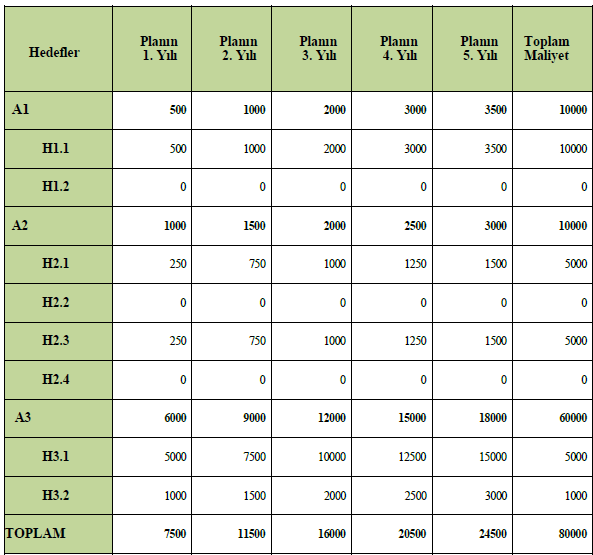 Hedefler Planın 1. Yılı Planın 2. Yılı Planın 3. Yılı Planın 4. Yılı Planın 5. Yılı Toplam Maliyet
A1 500 1000 2000 3000 3500 10000
H1.1 500 1000 2000 3000 3500 10000
H1.2 0 0 0 0 0 0
A2 1000 1500 2000 2500 3000 10000
H2.1 250 750 1000 1250 1500 5000
H2.2 0 0 0 0 0 0
H2.3 250 750 1000 1250 1500 5000
H2.4 0 0 0 0 0 0
A3 6000 9000 12000 15000 18000 60000
H3.1 5000 7500 10000 12500 15000 5000
H3.2 1000 1500 2000 2500 3000 1000
TOPLAM 7500 11500 16000 20500 24500 80000